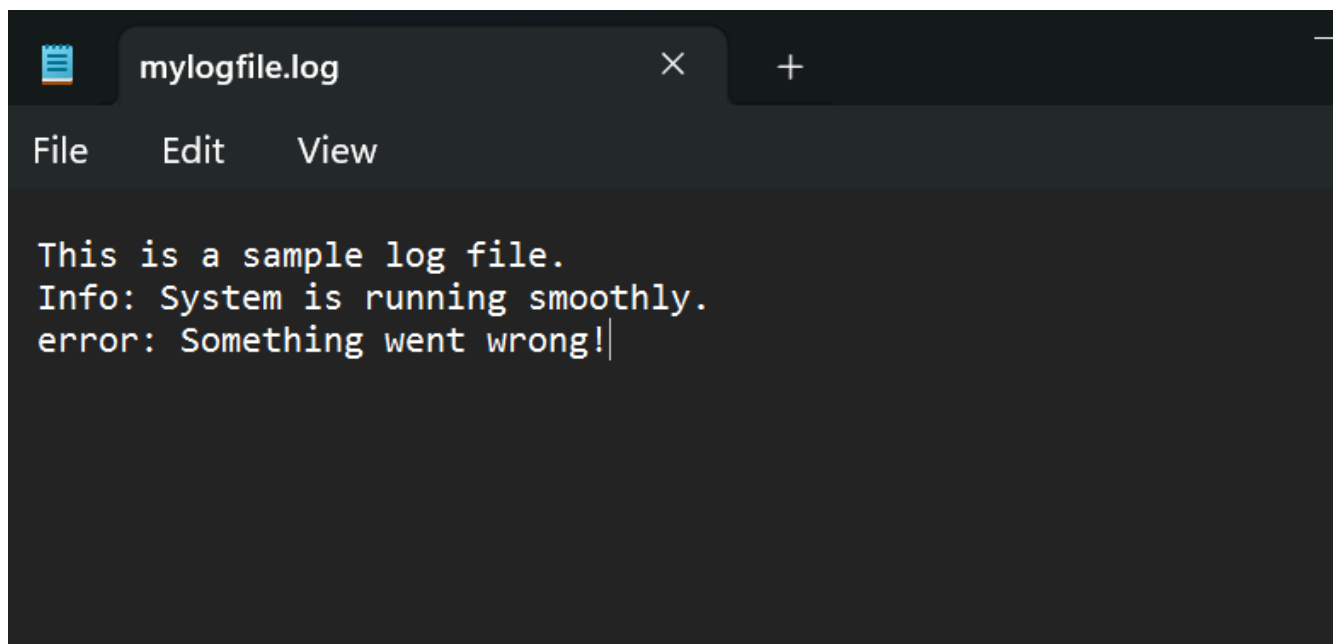 mylogfile.log
File Edit View
This is a sample log file.
Info: System is running smoothly.
error: Something went wrong!